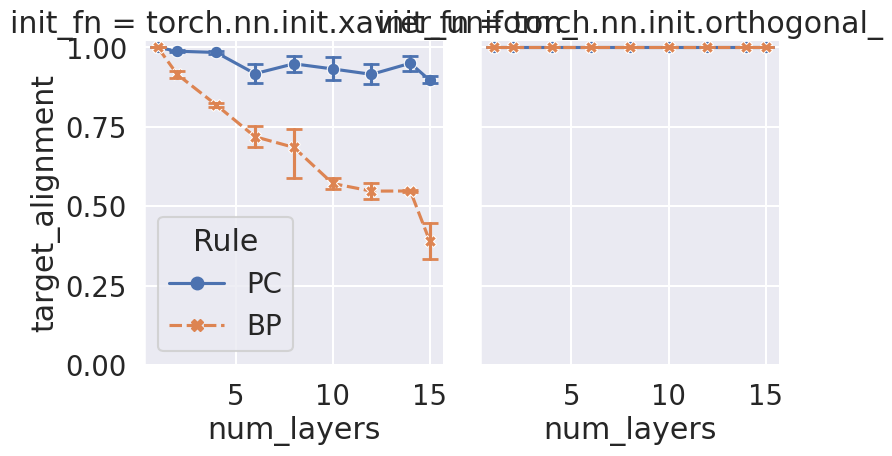 init_fn = torch.nn.init.xavier_uniform_
init_fn = torch.nn.init.orthogonal_
target_alignment
1.00
0.75
0.50
0.25
0.00
Rule
PC
BP
5
10
15
num_layers
5
10
15
num_layers